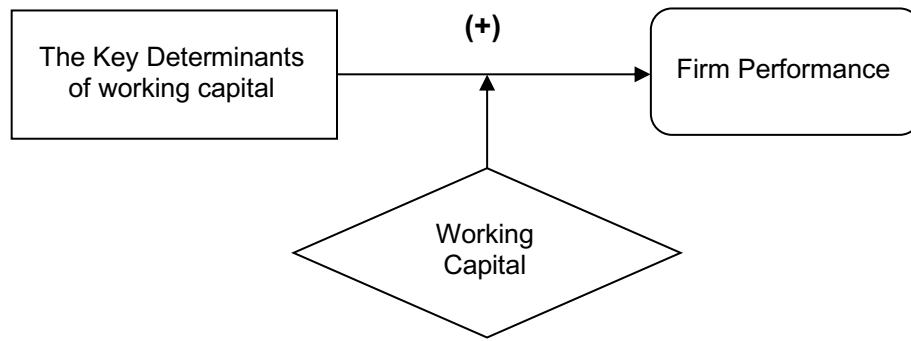 (+)
The Key Determinants
of working capital
Firm Performance
Working
Capital